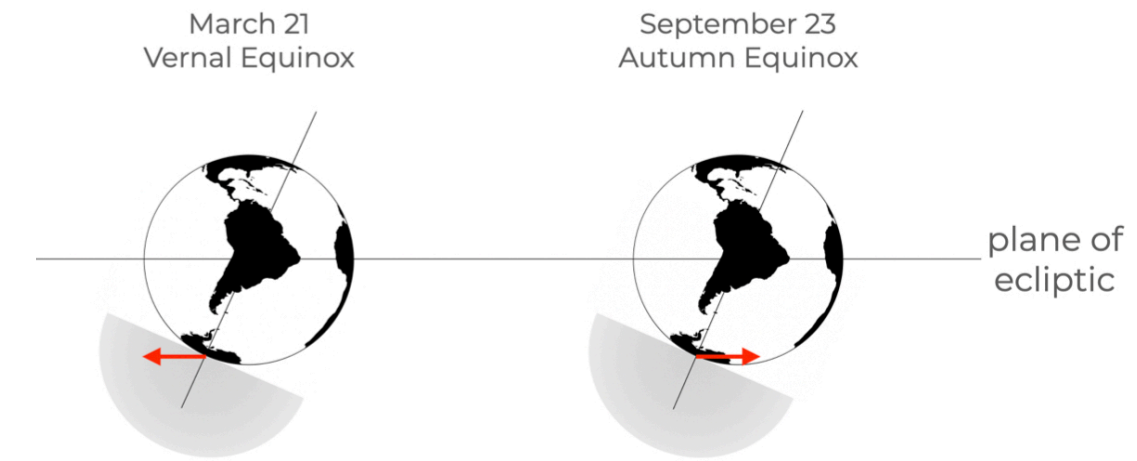 March 21
Vernal Equinox
September 23
Autumn Equinox
plane of
ecliptic